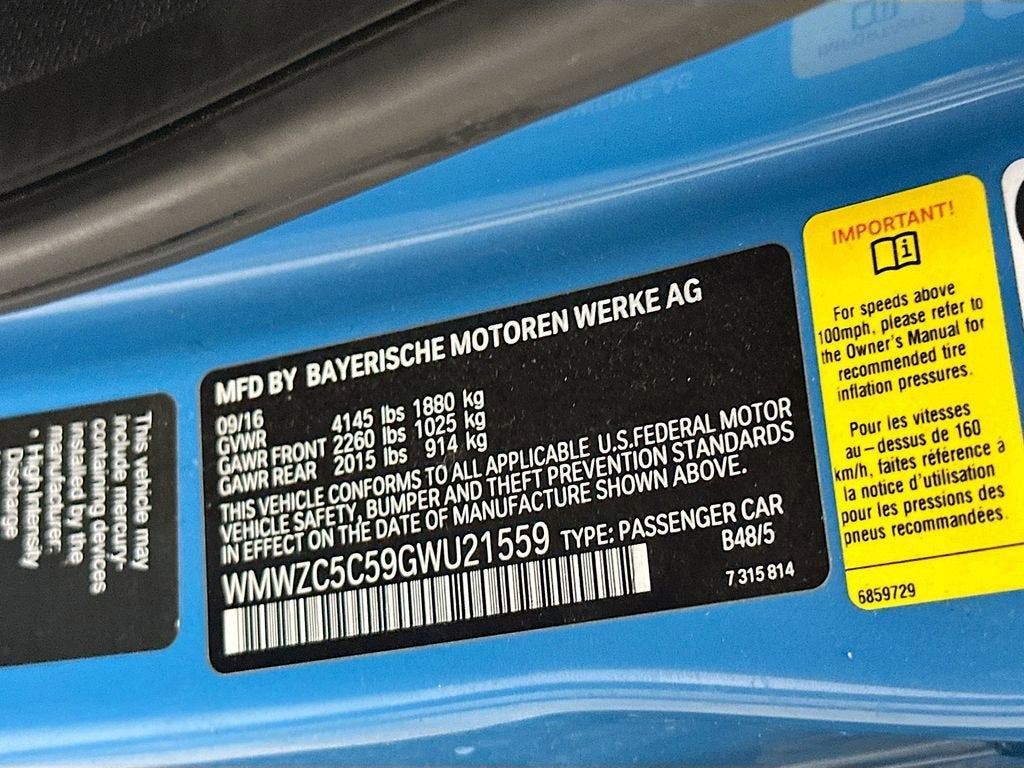 This vehicle may
include mercury-
containing devices
installed by the
manufacturer:
• High Intensity
Discharge
MFD BY BAYERISCHE MOTOREN WERKE AG
09/16
GVWR 4145 lbs 1880 kg
GAWR FRONT 2260 lbs 1025 kg
GAWR REAR 2015 lbs 914 kg
THIS VEHICLE CONFORMS TO ALL APPLICABLE U.S.FEDERAL MOTOR
VEHICLE SAFETY, BUMPER AND THEFT PREVENTION STANDARDS
IN EFFECT ON THE DATE OF MANUFACTURE SHOWN ABOVE.
WMWZC5C59GWU21559 TYPE: PASSENGER CAR
B48/5
7 315 814
IMPORTANT!
For speeds above
100mph, please refer to
the Owner's Manual for
recommended tire
inflation pressures.
Pour les vitesses
au-dessus de 160
km/h, faites référence à
la notice d'utilisation
pour les pressions des
pneus recommandées.
6859729